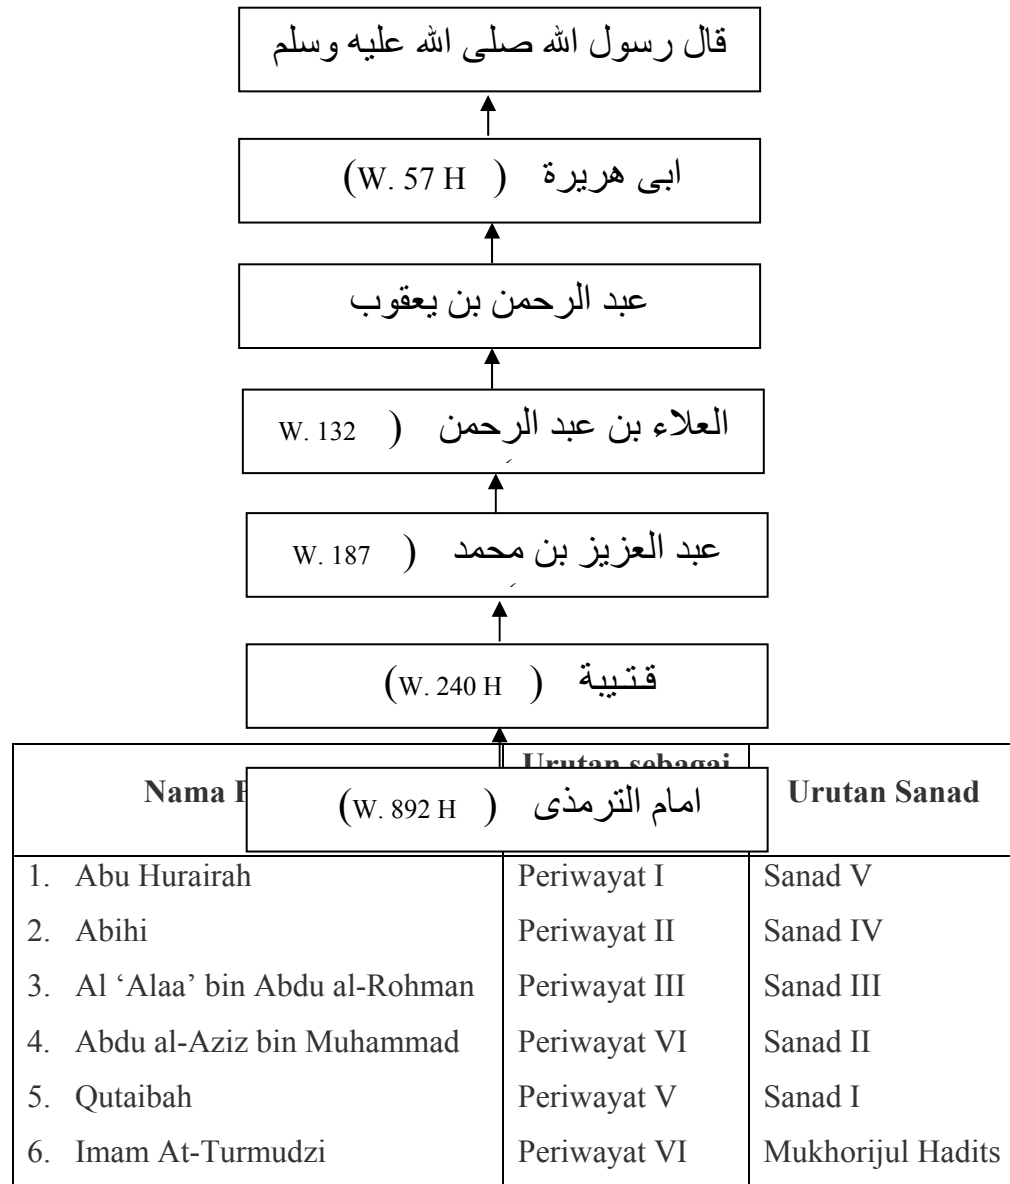 قال رسول الله صلى الله عليه وسلم
ابى هريرة ( W. 57 H)
عبد الرحمن بن يعقوب
العلاء بن عبد الرحمن ( W. 132
عبد العزيز بن محمد ( W. 187
قتيبة ( W. 240 H)
امام الترمذى ( W. 892 H)
Nama Urutan sebagai Urutan Sanad
1. Abu Hurairah Periwayat I Sanad V
2. Abihi Periwayat II Sanad IV
3. Al ‘Alaa’ bin Abdu al-Rohman Periwayat III Sanad III
4. Abdu al-Aziz bin Muhammad Periwayat VI Sanad II
5. Qutaibah Periwayat V Sanad I
6. Imam At-Turmudzi Periwayat VI Mukhorijul Hadits